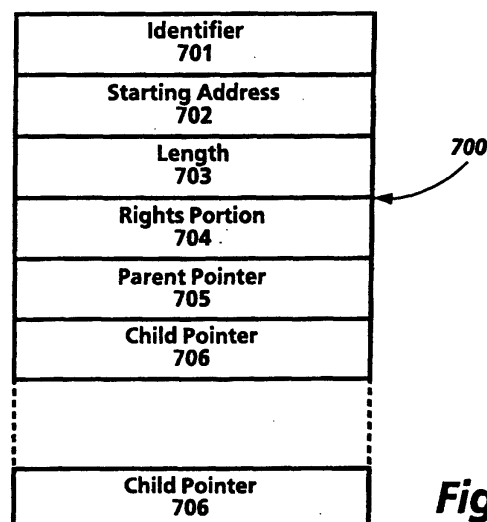 Identifier
701
Starting Address
702
Length
703
700
Rights Portion
704
Parent Pointer
705
Child Pointer
706
Child Pointer
706
Fig